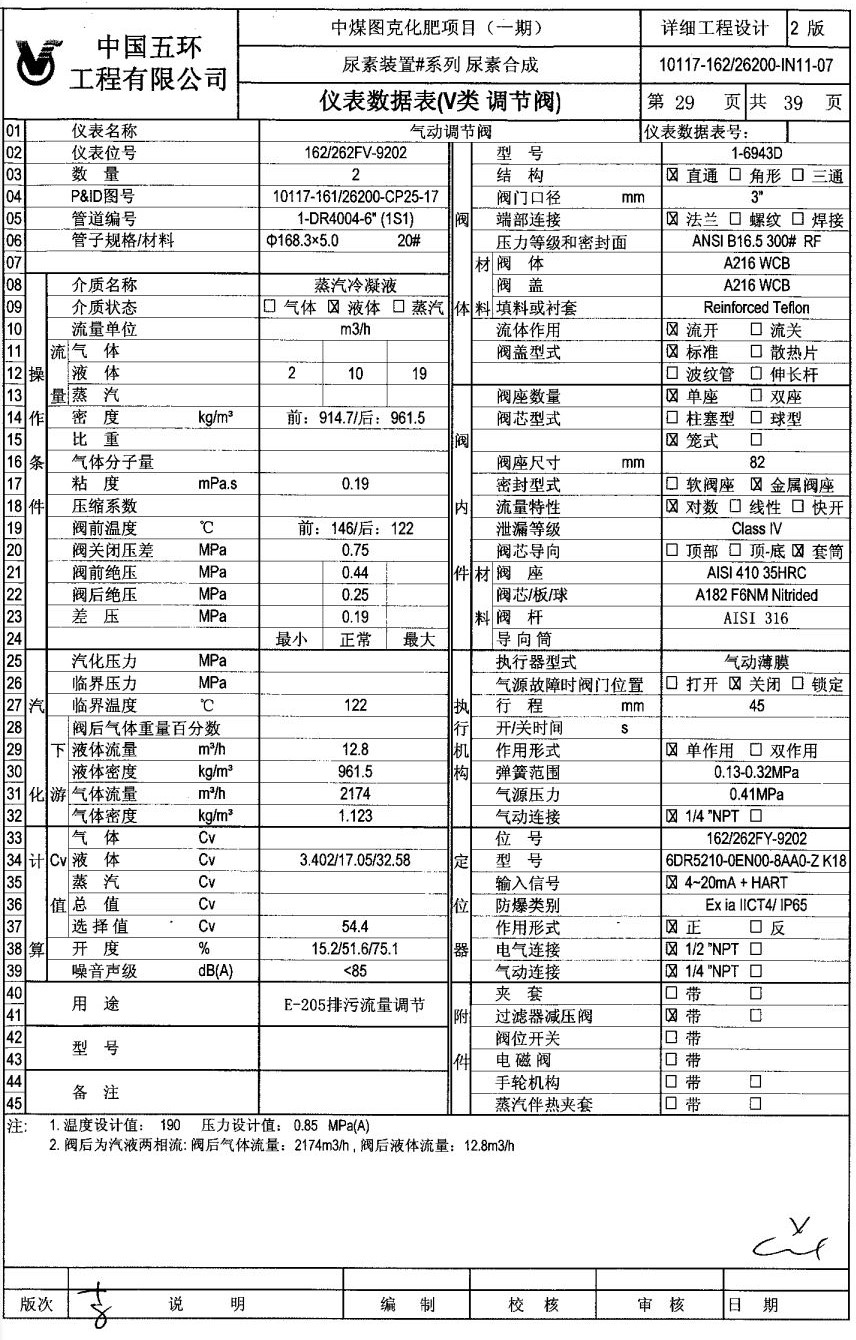 中国五环
工程有限公司
中煤图克化肥项目（一期） 详细工程设计 2 版
尿素装置#系列 尿素合成 10117-162/26200-IN11-07
仪表数据表(V类 调节阀) 第 29 页 共 39 页
01 仪表名称 气动调节阀 仪表数据表号：
02 仪表位号 162/262FV-9202 型 号 1-6943D
03 数 量 2 结 构 ☒ 直通 ☐ 角形 ☐ 三通
04 P&ID图号 10117-161/26200-CP25-17 阀门口径 mm 3"
05 管道编号 1-DR4004-6" (1S1) 阀 端部连接 ☒ 法兰 ☐ 螺纹 ☐ 焊接
06 管子规格/材料 Φ168.3×5.0 20# 压力等级和密封面 ANSI B16.5 300# RF
07 材 阀 体 A216 WCB
08 介质名称 蒸汽冷凝液 阀 盖 A216 WCB
09 介质状态 ☐ 气体 ☒ 液体 ☐ 蒸汽 体 料 填料或衬套 Reinforced Teflon
10 流量单位 m3/h 流体作用 ☒ 流开 ☐ 流关
11 流 气 体 阀盖型式 ☒ 标准 ☐ 散热片
12 操 液 体 2 10 19 ☐ 波纹管 ☐ 伸长杆
13 量 蒸 汽 阀座数量 ☒ 单座 ☐ 双座
14 作 密 度 kg/m³ 前：914.7/后：961.5 阀芯型式 ☐ 柱塞型 ☐ 球型
15 比 重 阀 ☒ 笼式 ☐
16 条 气体分子量 阀座尺寸 mm 82
17 粘 度 mPa.s 0.19 密封型式 ☐ 软阀座 ☒ 金属阀座
18 件 压缩系数 内 流量特性 ☒ 对数 ☐ 线性 ☐ 快开
19 阀前温度 ℃ 前：146/后：122 泄漏等级 Class IV
20 阀关闭压差 MPa 0.75 阀芯导向 ☐ 顶部 ☐ 顶-底 ☒ 套筒
21 阀前绝压 MPa 0.44 件 材 阀 座 AISI 410 35HRC
22 阀后绝压 MPa 0.25 阀芯/板/球 A182 F6NM Nitrided
23 差 压 MPa 0.19 料 阀 杆 AISI 316
24 最小 正常 最大 导向筒
25 汽化压力 MPa 执行器型式 气动薄膜
26 临界压力 MPa 气源故障时阀门位置 ☐ 打开 ☒ 关闭 ☐ 锁定
27 汽 临界温度 ℃ 122 执 行 程 mm 45
28 阀后气体重量百分数 行 开/关时间 s
29 下 液体流量 m³/h 12.8 机 作用形式 ☒ 单作用 ☐ 双作用
30 液体密度 kg/m³ 961.5 构 弹簧范围 0.13-0.32MPa
31 化 游 气体流量 m³/h 2174 气源压力 0.41MPa
32 气体密度 kg/m³ 1.123 气动连接 ☒ 1/4 "NPT ☐
33 气 体 Cv 位 号 162/262FY-9202
34 计 Cv 液 体 Cv 3.402/17.05/32.58 定 型 号 6DR5210-0EN00-8AA0-Z K18
35 蒸 汽 Cv 输入信号 ☒ 4~20mA + HART
36 值 总 值 Cv 位 防爆类别 Ex ia IICT4/ IP65
37 选择值 Cv 54.4 作用形式 ☒ 正 ☐ 反
38 算 开 度 % 15.2/51.6/75.1 器 电气连接 ☒ 1/2 "NPT ☐
39 噪音声级 dB(A) <85 气动连接 ☒ 1/4 "NPT ☐
40 夹 套 ☐ 带 ☐
用 途 E-205排污流量调节
41 附 过滤器减压阀 ☒ 带 ☐
42 阀位开关 ☐ 带
型 号
43 件 电磁阀 ☐ 带
44 手轮机构 ☐ 带 ☐
备 注
45 蒸汽伴热夹套 ☐ 带 ☐
注： 1. 温度设计值： 190 压力设计值：0.85 MPa(A)
2. 阀后为汽液两相流: 阀后气体流量：2174m3/h , 阀后液体流量：12.8m3/h
版次 说 明 编 制 校 核 审 核 日 期